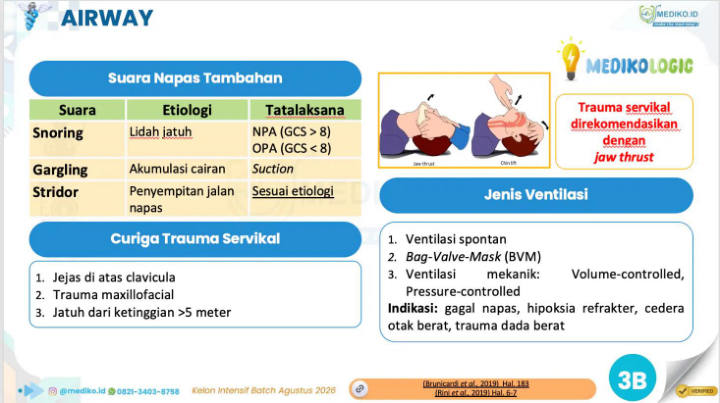 AIRWAY
MEDIKO.ID
Suara Napas Tambahan
Suara Etiologi Tatalaksana
Snoring Lidah jatuh NPA (GCS > 8)
OPA (GCS < 8)
Gargling Akumulasi cairan Suction
Stridor Penyempitan jalan Sesuai etiologi
napas
Curiga Trauma Servikal
1. Jejas di atas clavicula
2. Trauma maxillofacial
3. Jatuh dari ketinggian >5 meter
Jaw thrust
Chin lift
MEDIKOLOGIC
Trauma servikal
direkomendasikan
dengan
jaw thrust
Jenis Ventilasi
1. Ventilasi spontan
2. Bag-Valve-Mask (BVM)
3. Ventilasi mekanik: Volume-controlled,
Pressure-controlled
Indikasi: gagal napas, hipoksia refrakter, cedera
otak berat, trauma dada berat
@mediko.id 0821-3403-8758 Kelon Intensif Batch Agustus 2026
(Brunicardi et al., 2019) Hal. 183
(Rini et al., 2019) Hal. 6-7
3B
VERIFIED